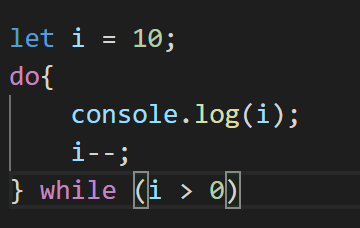 let i = 10;
do{
    console.log(i);
    i--;
} while (i > 0)